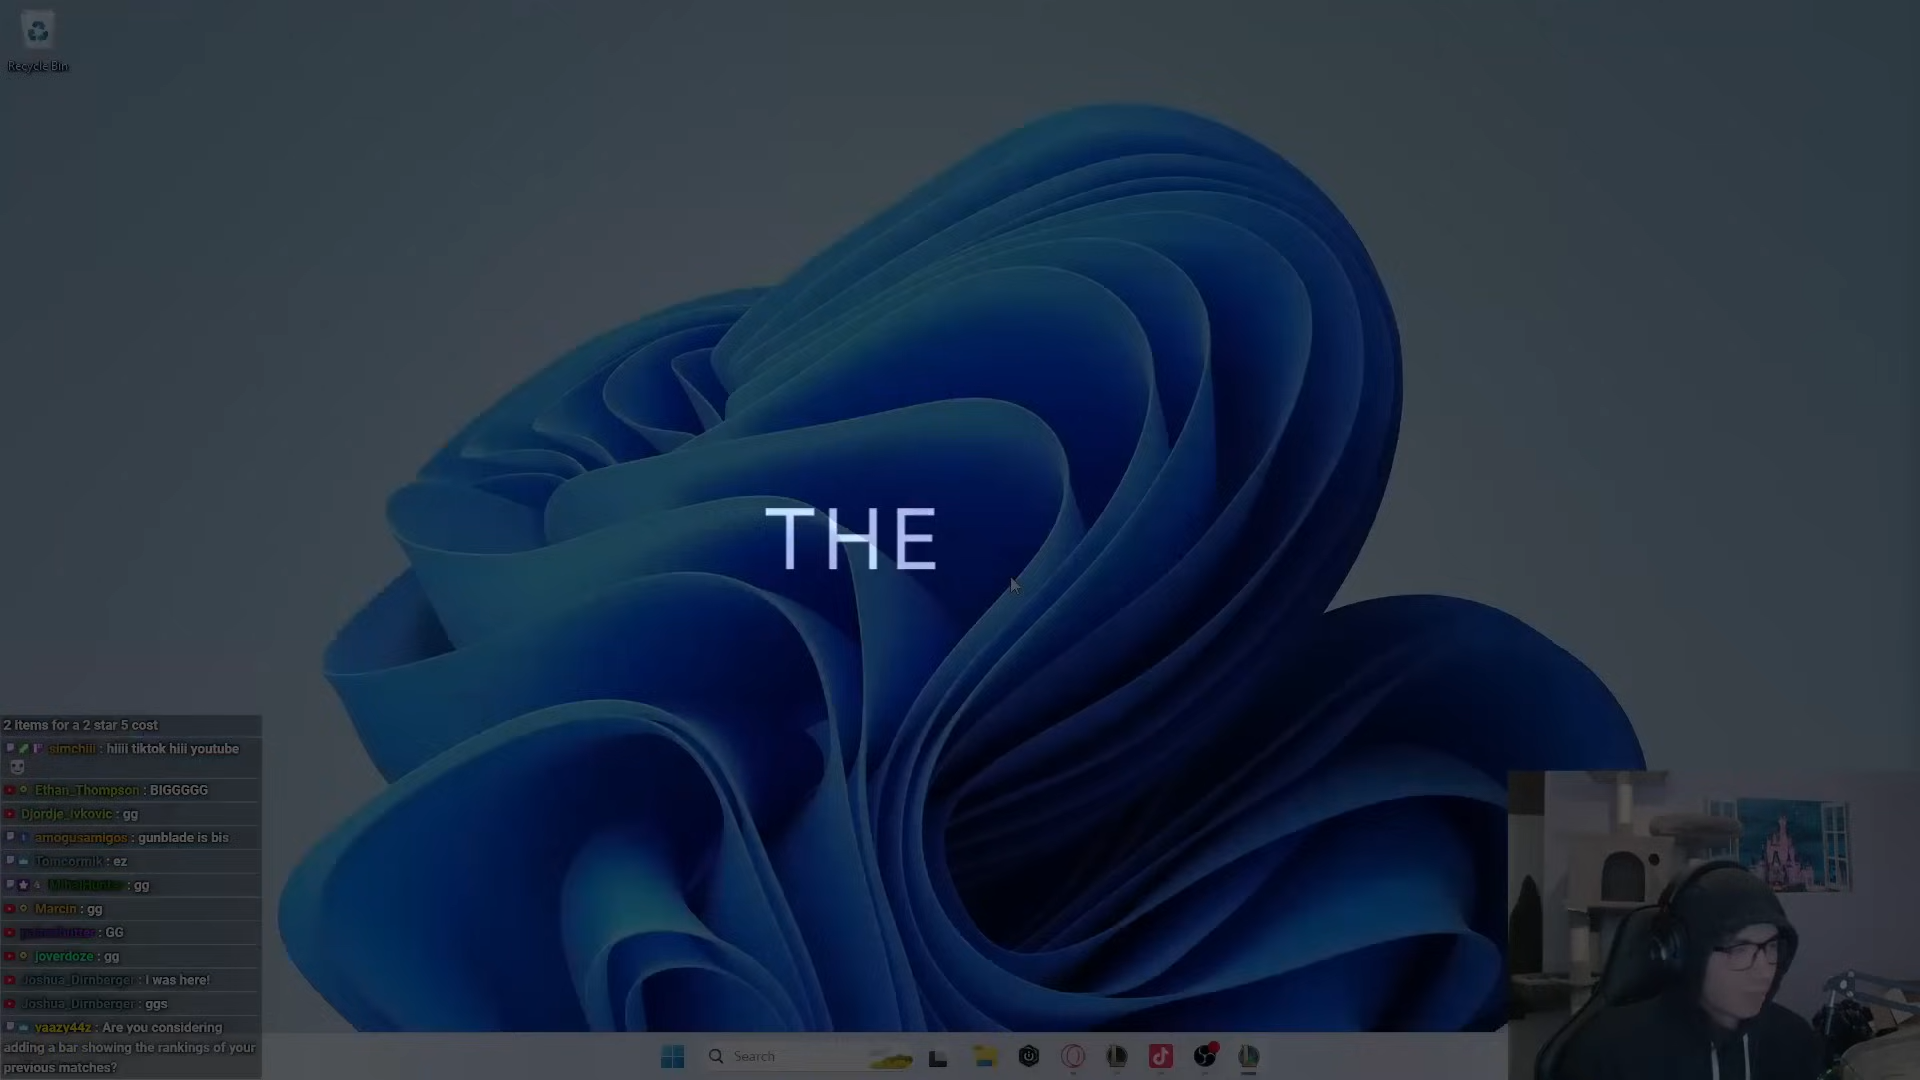 Recycle Bin
THE
2 items for a 2 star 5 cost
simchiii : hiiii tiktok hiii youtube
Ethan_Thompson : BIGGGGG
Djordje_Ivkovic : gg
amogusamigos : gunblade is bis
Tomcormik : ez
: gg
Marcin : gg
: GG
joverdoze : gg
Joshua_Dirnberger : I was here!
Joshua_Dirnberger : ggs
yaazy44z : Are you considering
adding a bar showing the rankings of your
previous matches?
Search